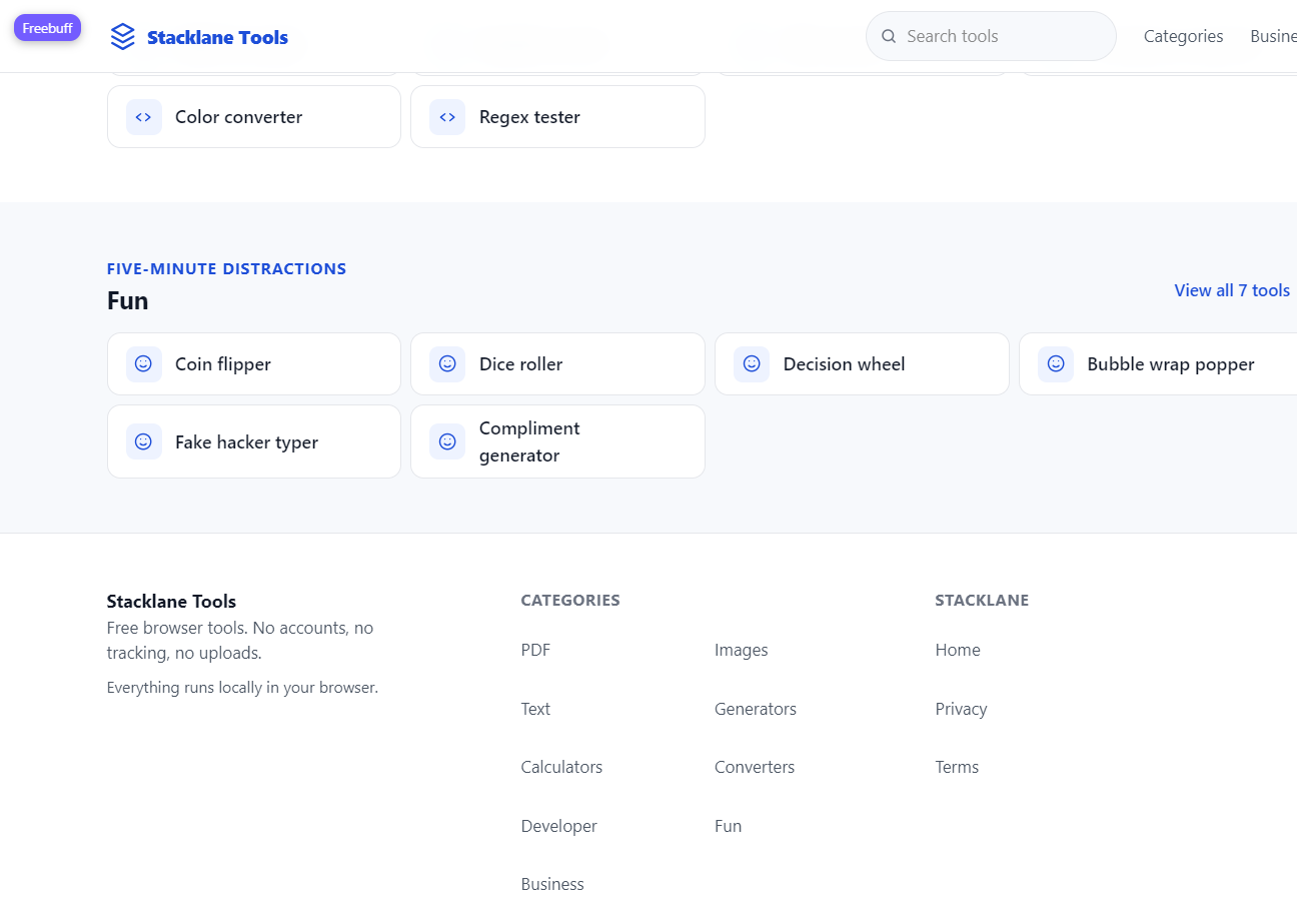 Freebuff
Stacklane Tools
Search tools
Categories
Busine
Color converter
Regex tester
FIVE-MINUTE DISTRACTIONS
Fun
View all 7 tools
Coin flipper
Dice roller
Decision wheel
Bubble wrap popper
Fake hacker typer
Compliment
generator
Stacklane Tools
Free browser tools. No accounts, no
tracking, no uploads.
Everything runs locally in your browser.
CATEGORIES
PDF
Images
Text
Generators
Calculators
Converters
Developer
Fun
Business
STACKLANE
Home
Privacy
Terms